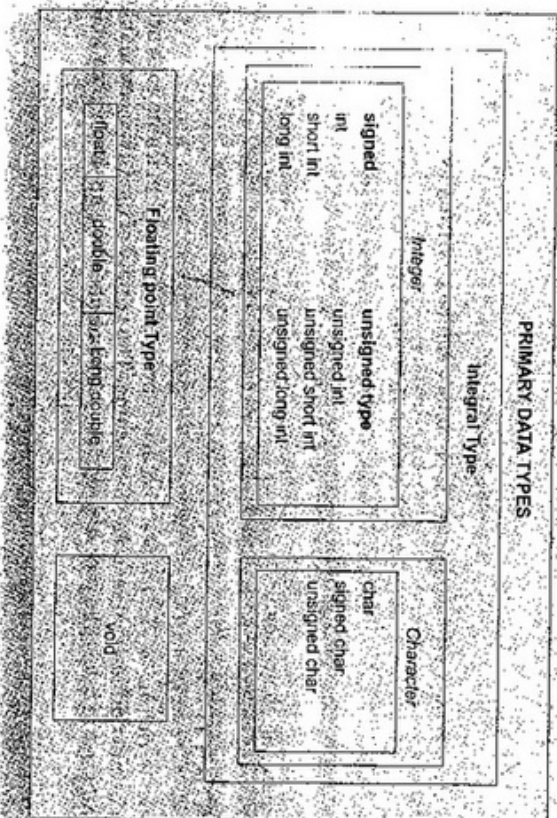 PRIMARY DATA TYPES
Integral Type
Integer
signed unsigned type
int unsigned int
short int unsigned short int
long int unsigned long int
Character
char
signed char
unsigned char
Floating point Type
float double Long double
void